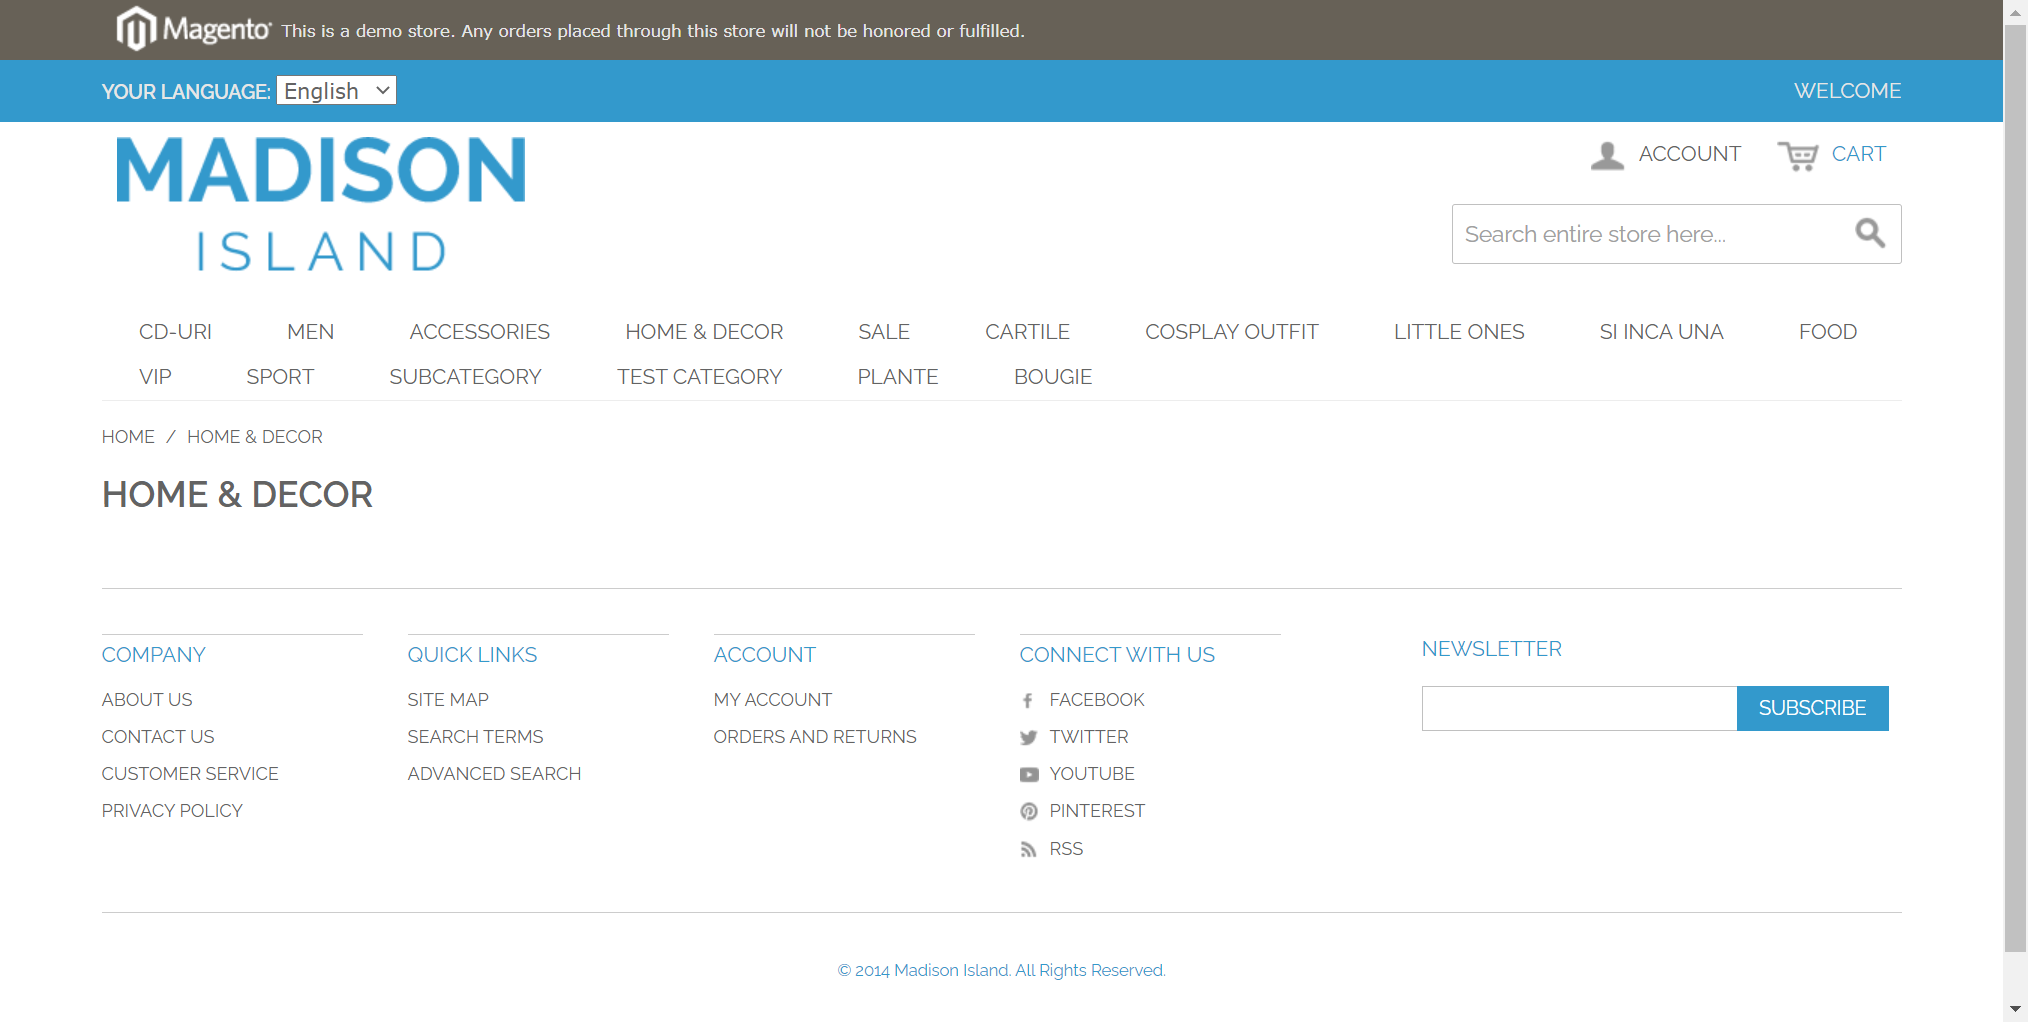 Magento This is a demo store. Any orders placed through this store will not be honored or fulfilled.
YOUR LANGUAGE: English WELCOME
MADISON
ISLAND
ACCOUNT CART
Search entire store here...
CD-URI MEN ACCESSORIES HOME & DECOR SALE CARTILE COSPLAY OUTFIT LITTLE ONES SI INCA UNA FOOD
VIP SPORT SUBCATEGORY TEST CATEGORY PLANTE BOUGIE
HOME / HOME & DECOR
HOME & DECOR
COMPANY
ABOUT US
CONTACT US
CUSTOMER SERVICE
PRIVACY POLICY
QUICK LINKS
SITE MAP
SEARCH TERMS
ADVANCED SEARCH
ACCOUNT
MY ACCOUNT
ORDERS AND RETURNS
CONNECT WITH US
FACEBOOK
TWITTER
YOUTUBE
PINTEREST
RSS
NEWSLETTER
SUBSCRIBE
© 2014 Madison Island. All Rights Reserved.